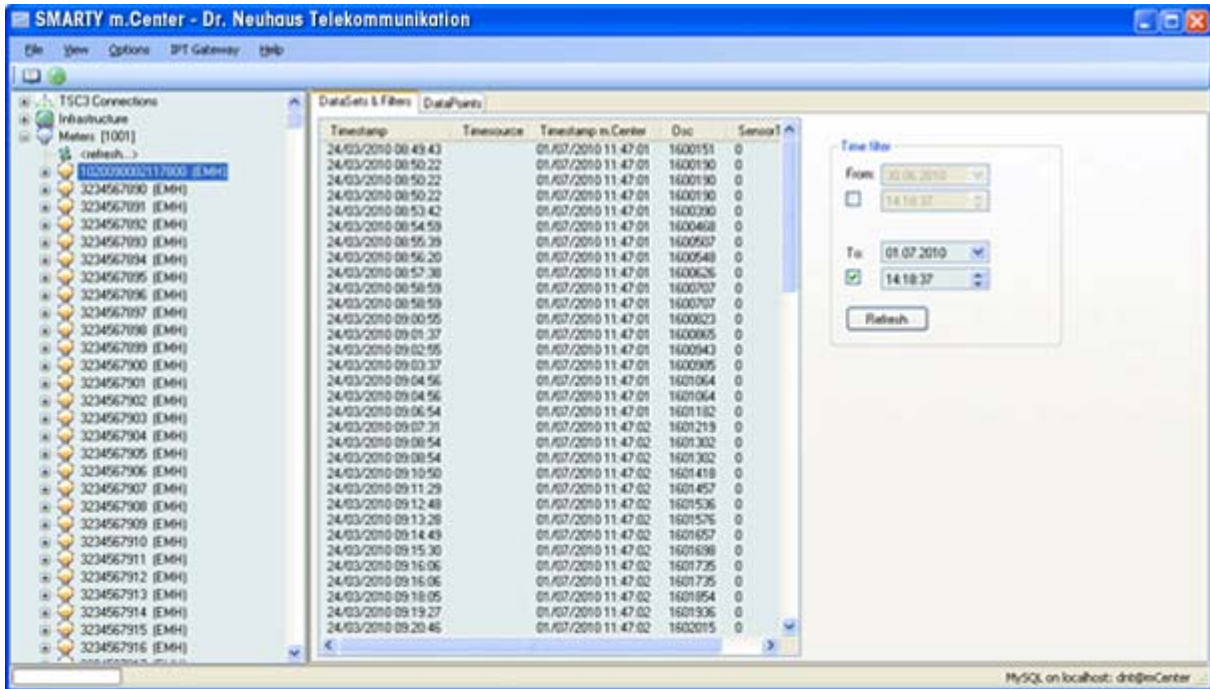 SMARTY m.Center - Dr. Neuhaus Telekommunikation
File View Options IPT Gateway Help
TSC3 Connections
Infrastructure
Meters [1001]
<refresh...>
1020090002117800 (EMH)
3234567890 (EMH)
3234567891 (EMH)
3234567892 (EMH)
3234567893 (EMH)
3234567894 (EMH)
3234567895 (EMH)
3234567896 (EMH)
3234567897 (EMH)
3234567898 (EMH)
3234567899 (EMH)
3234567900 (EMH)
3234567901 (EMH)
3234567902 (EMH)
3234567903 (EMH)
3234567904 (EMH)
3234567905 (EMH)
3234567906 (EMH)
3234567907 (EMH)
3234567908 (EMH)
3234567909 (EMH)
3234567910 (EMH)
3234567911 (EMH)
3234567912 (EMH)
3234567913 (EMH)
3234567914 (EMH)
3234567915 (EMH)
3234567916 (EMH)
DataSets & Filters DataPoints
Timestamp Timesource Timestamp m.Center Osc SensorT
24/03/2010 08:49:43 01/07/2010 11:47:01 1600151 0
24/03/2010 08:50:22 01/07/2010 11:47:01 1600190 0
24/03/2010 08:50:22 01/07/2010 11:47:01 1600190 0
24/03/2010 08:50:22 01/07/2010 11:47:01 1600190 0
24/03/2010 08:53:42 01/07/2010 11:47:01 1600390 0
24/03/2010 08:54:59 01/07/2010 11:47:01 1600468 0
24/03/2010 08:55:39 01/07/2010 11:47:01 1600507 0
24/03/2010 08:56:20 01/07/2010 11:47:01 1600548 0
24/03/2010 08:57:38 01/07/2010 11:47:01 1600626 0
24/03/2010 08:58:59 01/07/2010 11:47:01 1600707 0
24/03/2010 08:58:59 01/07/2010 11:47:01 1600707 0
24/03/2010 09:00:55 01/07/2010 11:47:01 1600823 0
24/03/2010 09:01:37 01/07/2010 11:47:01 1600865 0
24/03/2010 09:02:55 01/07/2010 11:47:01 1600943 0
24/03/2010 09:03:37 01/07/2010 11:47:01 1600985 0
24/03/2010 09:04:56 01/07/2010 11:47:01 1601064 0
24/03/2010 09:04:56 01/07/2010 11:47:01 1601064 0
24/03/2010 09:06:54 01/07/2010 11:47:01 1601182 0
24/03/2010 09:07:31 01/07/2010 11:47:02 1601219 0
24/03/2010 09:08:54 01/07/2010 11:47:02 1601302 0
24/03/2010 09:08:54 01/07/2010 11:47:02 1601302 0
24/03/2010 09:10:50 01/07/2010 11:47:02 1601418 0
24/03/2010 09:11:29 01/07/2010 11:47:02 1601457 0
24/03/2010 09:12:48 01/07/2010 11:47:02 1601536 0
24/03/2010 09:13:28 01/07/2010 11:47:02 1601576 0
24/03/2010 09:14:49 01/07/2010 11:47:02 1601657 0
24/03/2010 09:15:30 01/07/2010 11:47:02 1601698 0
24/03/2010 09:16:06 01/07/2010 11:47:02 1601735 0
24/03/2010 09:16:06 01/07/2010 11:47:02 1601735 0
24/03/2010 09:18:05 01/07/2010 11:47:02 1601854 0
24/03/2010 09:19:27 01/07/2010 11:47:02 1601936 0
24/03/2010 09:20:46 01/07/2010 11:47:02 1602015 0
Time filter
From: 30.06.2010
14:18:37
To: 01.07.2010
14:18:37
Refresh
MySQL on localhost: dnt@mCenter